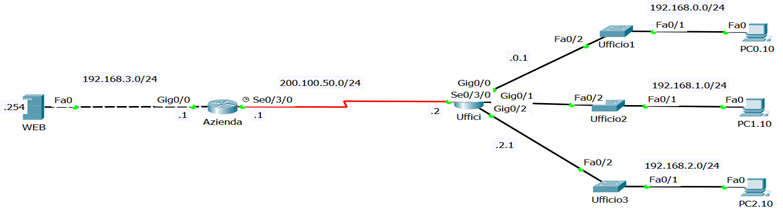 192.168.0.0/24
Fa0/1
Fa0
Fa0/2
Ufficio1
PC0.10
.0.1
192.168.3.0/24
200.100.50.0/24
192.168.1.0/24
Gig0/0
.254
Fa0
Gig0/0
Se0/3/0
Se0/3/0
Gig0/1
Fa0/2
Fa0/1
Fa0
WEB
.1
Azienda
.1
.2
Uffici
Gig0/2
Ufficio2
PC1.10
.2.1
Fa0/2
192.168.2.0/24
Fa0/1
Fa0
Ufficio3
PC2.10